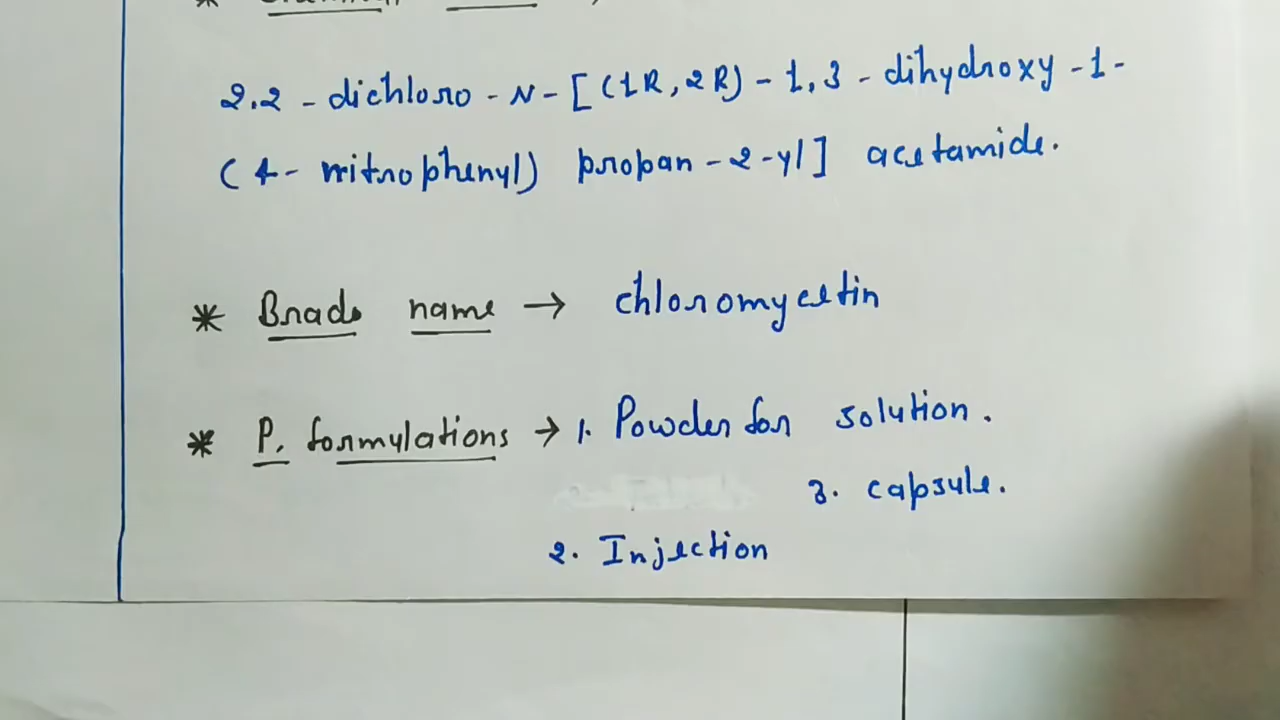 2.2 - dichloro - N - [ (1R, 2R) - 1,3 - dihydroxy - 1 -
(4 - nitrophenyl) propan - 2 - yl ] acetamide.
* Brads name → chloromycetin
* P. formulations → 1. Powder for solution.
3. capsule.
2. Injection